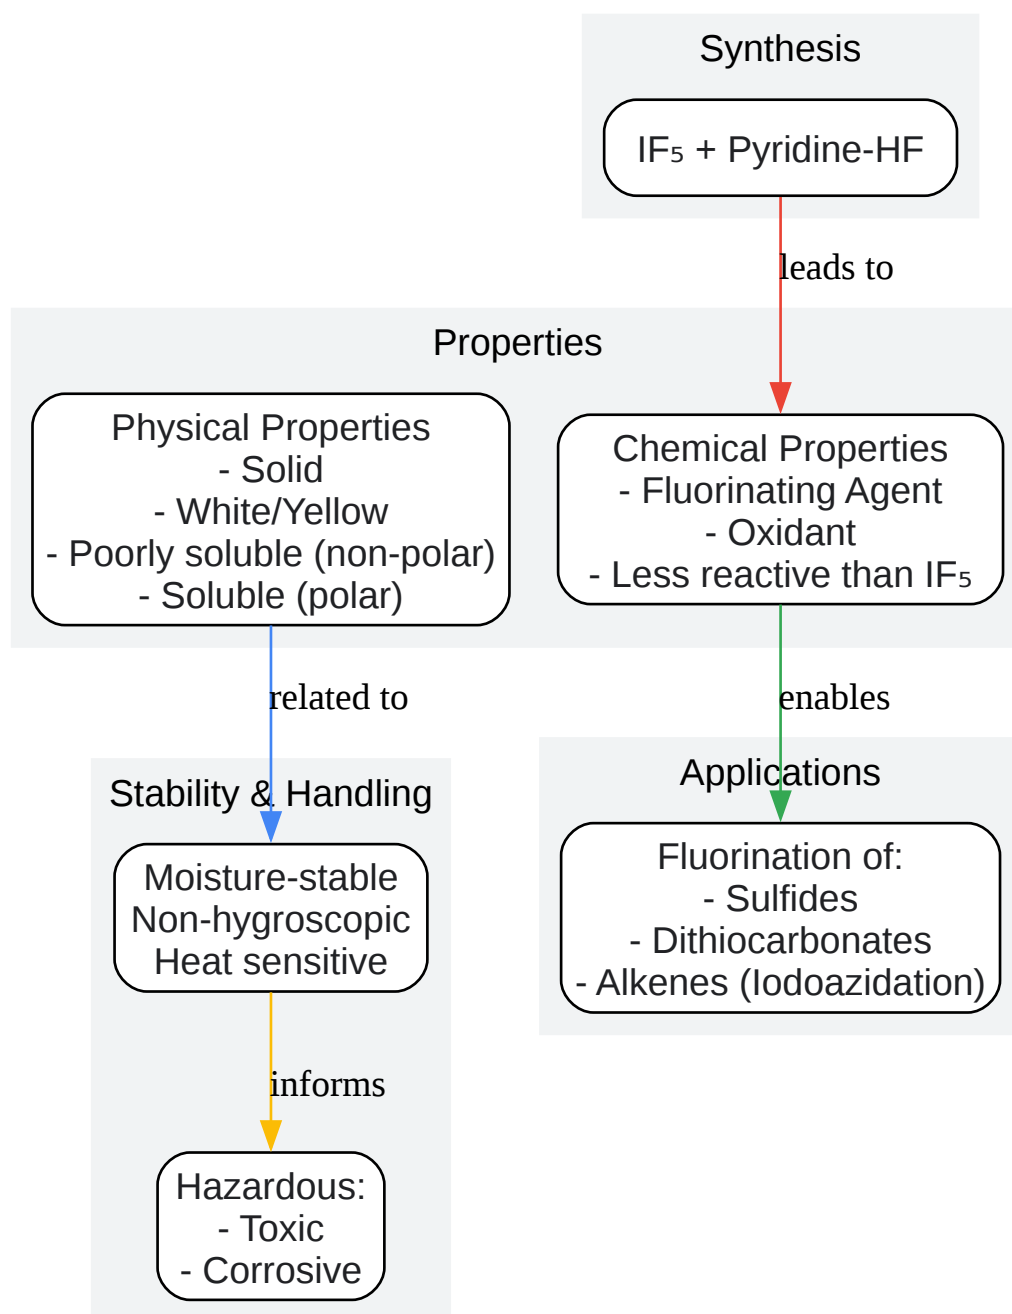 Synthesis
IF₅ + Pyridine-HF
leads to
Properties
Physical Properties
- Solid
- White/Yellow
- Poorly soluble (non-polar)
- Soluble (polar)
Chemical Properties
- Fluorinating Agent
- Oxidant
- Less reactive than IF₅
related to
enables
Stability & Handling
Moisture-stable
Non-hygroscopic
Heat sensitive
informs
Hazardous:
- Toxic
- Corrosive
Applications
Fluorination of:
- Sulfides
- Dithiocarbonates
- Alkenes (Iodoazidation)